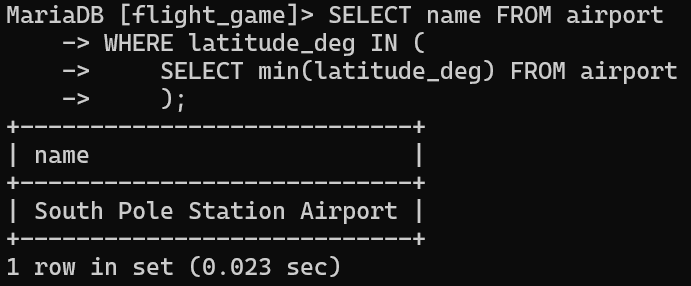 MariaDB [flight_game]> SELECT name FROM airport
    -> WHERE latitude_deg IN (
    ->     SELECT min(latitude_deg) FROM airport
    ->     );
+----------------------------+
| name                       |
+----------------------------+
| South Pole Station Airport |
+----------------------------+
1 row in set (0.023 sec)